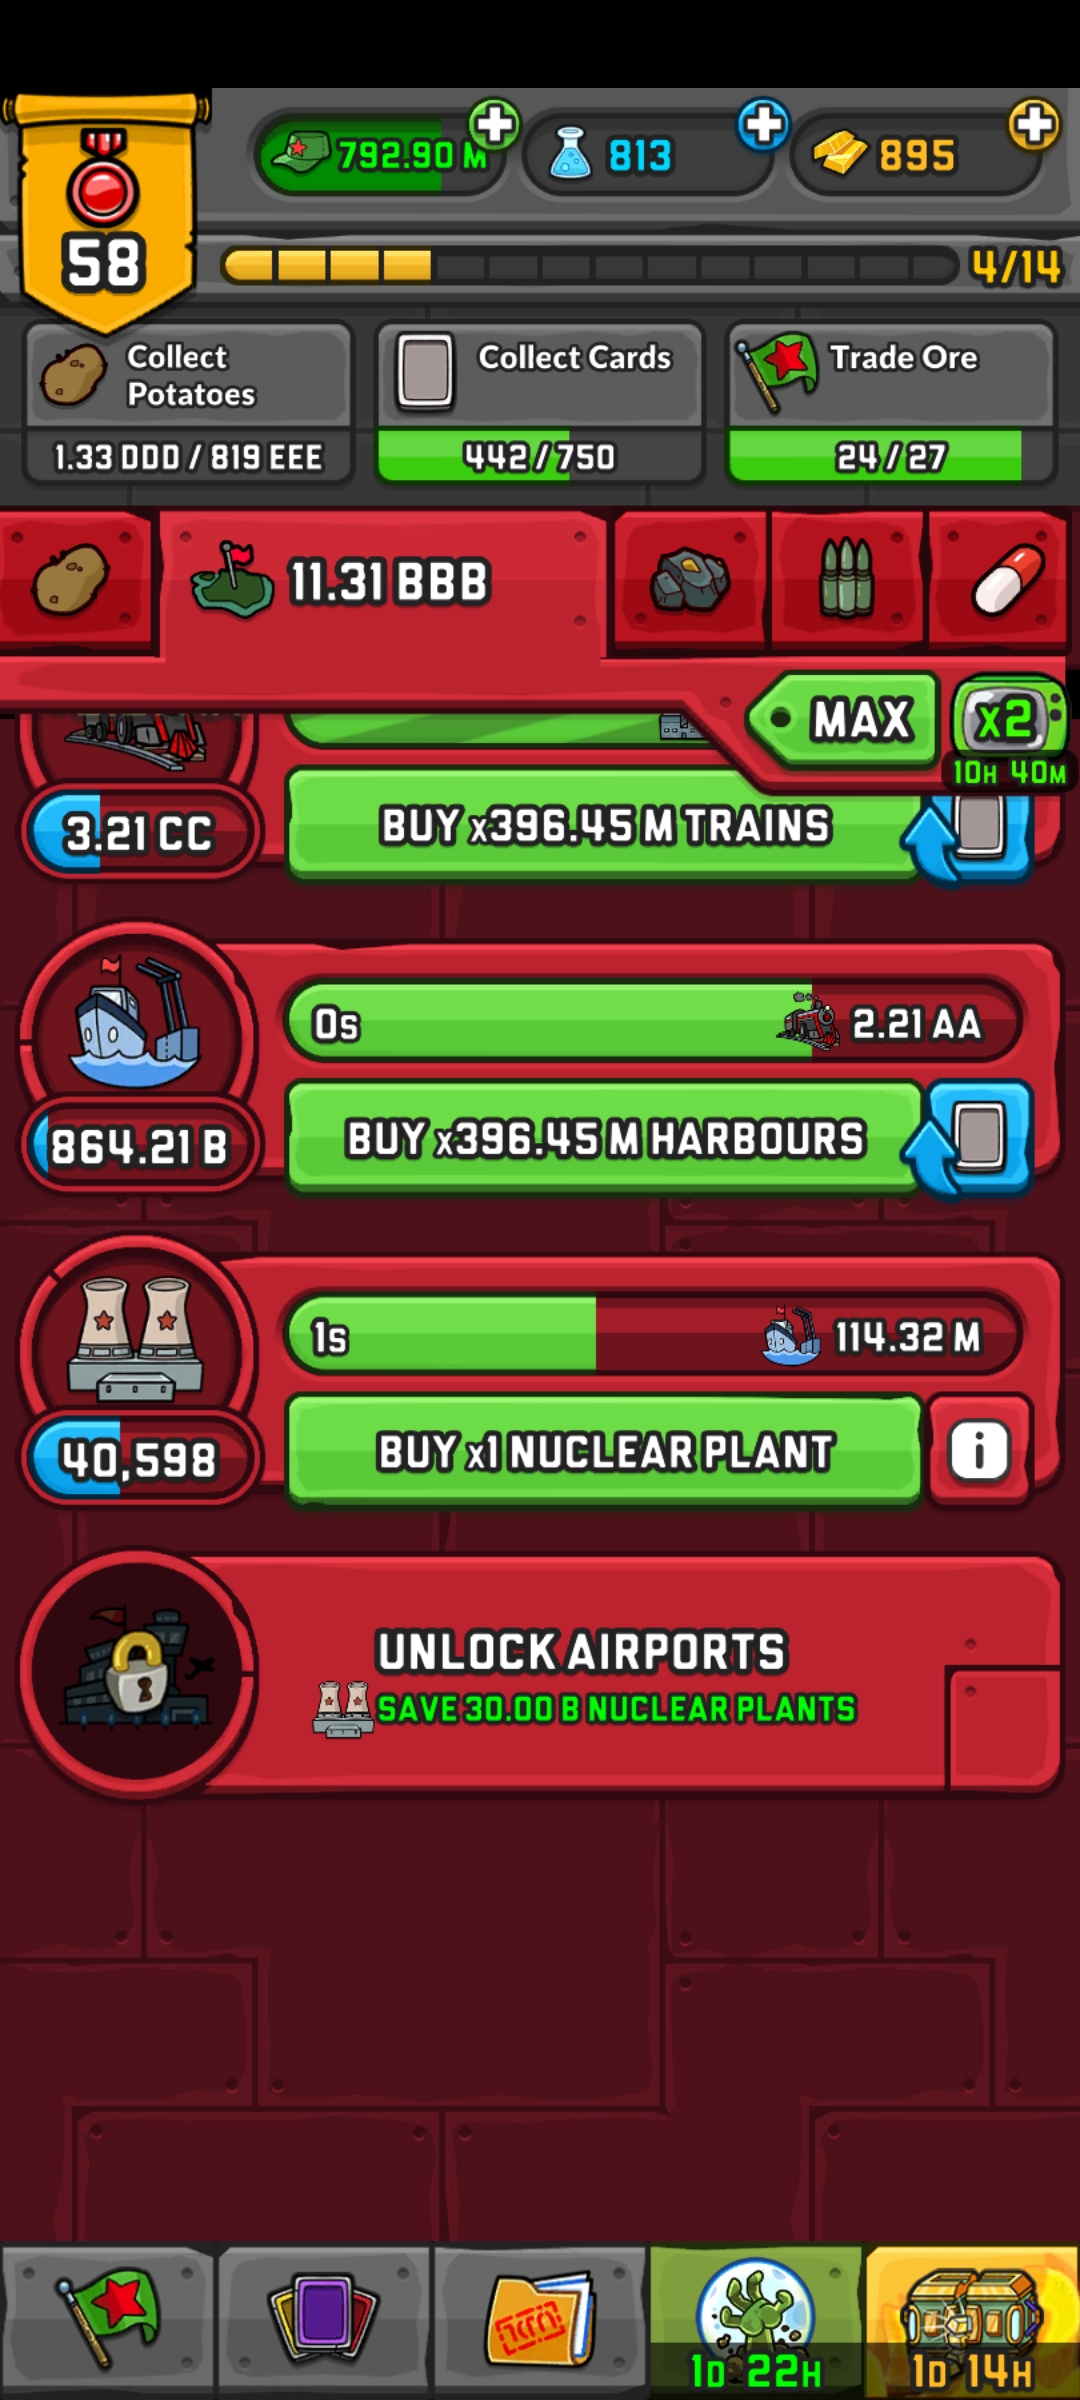 792.90 M
813
895
58
4/14
Collect
Potatoes
Collect Cards
Trade Ore
1.33 DDD / 819 EEE
442/750
24/27
11.31 BBB
MAX
x2
10H 40M
3.21 CC
BUY x396.45 M TRAINS
0s
2.21 AA
864.21 B
BUY x396.45 M HARBOURS
1s
114.32 M
40,598
BUY x1 NUCLEAR PLANT
i
UNLOCK AIRPORTS
SAVE 30.00 B NUCLEAR PLANTS
1D 22H
1D 14H